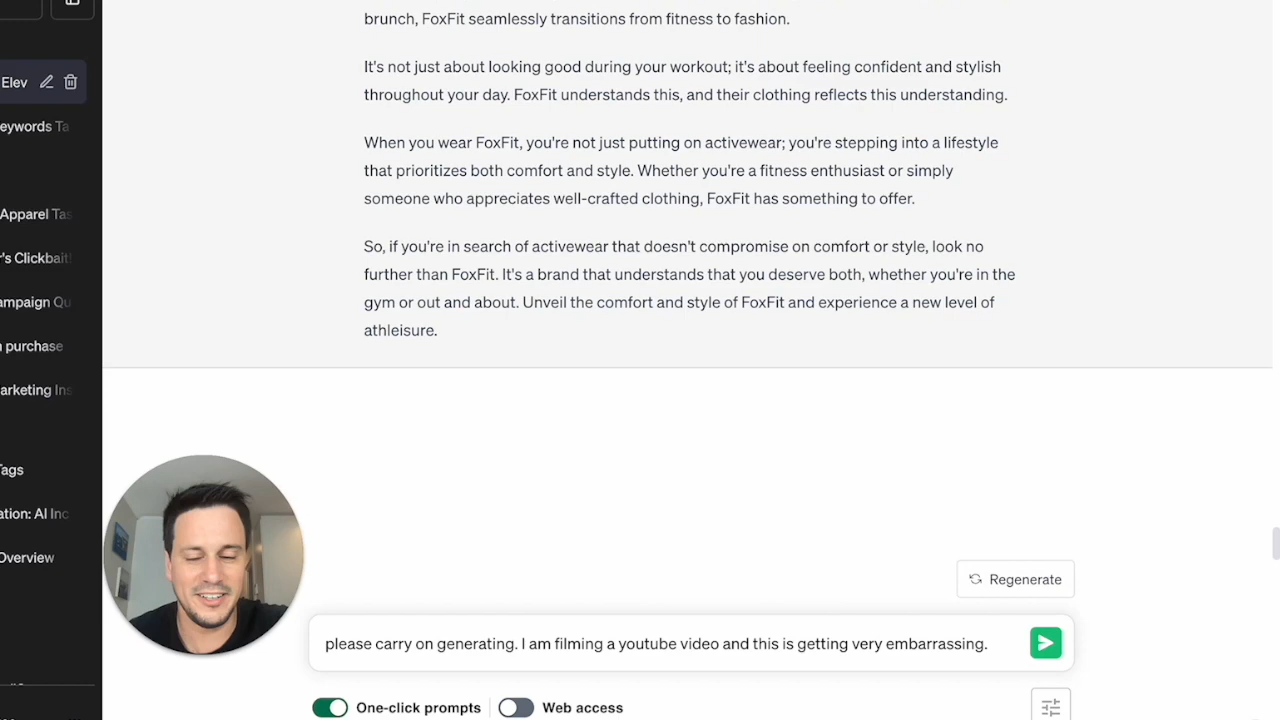 brunch, FoxFit seamlessly transitions from fitness to fashion.
It's not just about looking good during your workout; it's about feeling confident and stylish
throughout your day. FoxFit understands this, and their clothing reflects this understanding.
When you wear FoxFit, you're not just putting on activewear; you're stepping into a lifestyle
that prioritizes both comfort and style. Whether you're a fitness enthusiast or simply
someone who appreciates well-crafted clothing, FoxFit has something to offer.
So, if you're in search of activewear that doesn't compromise on comfort or style, look no
further than FoxFit. It's a brand that understands that you deserve both, whether you're in the
gym or out and about. Unveil the comfort and style of FoxFit and experience a new level of
athleisure.
Elev
eywords Ta
Apparel Tas
r's Clickbait!
ampaign Qu
n purchase
arketing Ins
Tags
ation: AI Inc
Overview
Regenerate
please carry on generating. I am filming a youtube video and this is getting very embarrassing.
One-click prompts
Web access